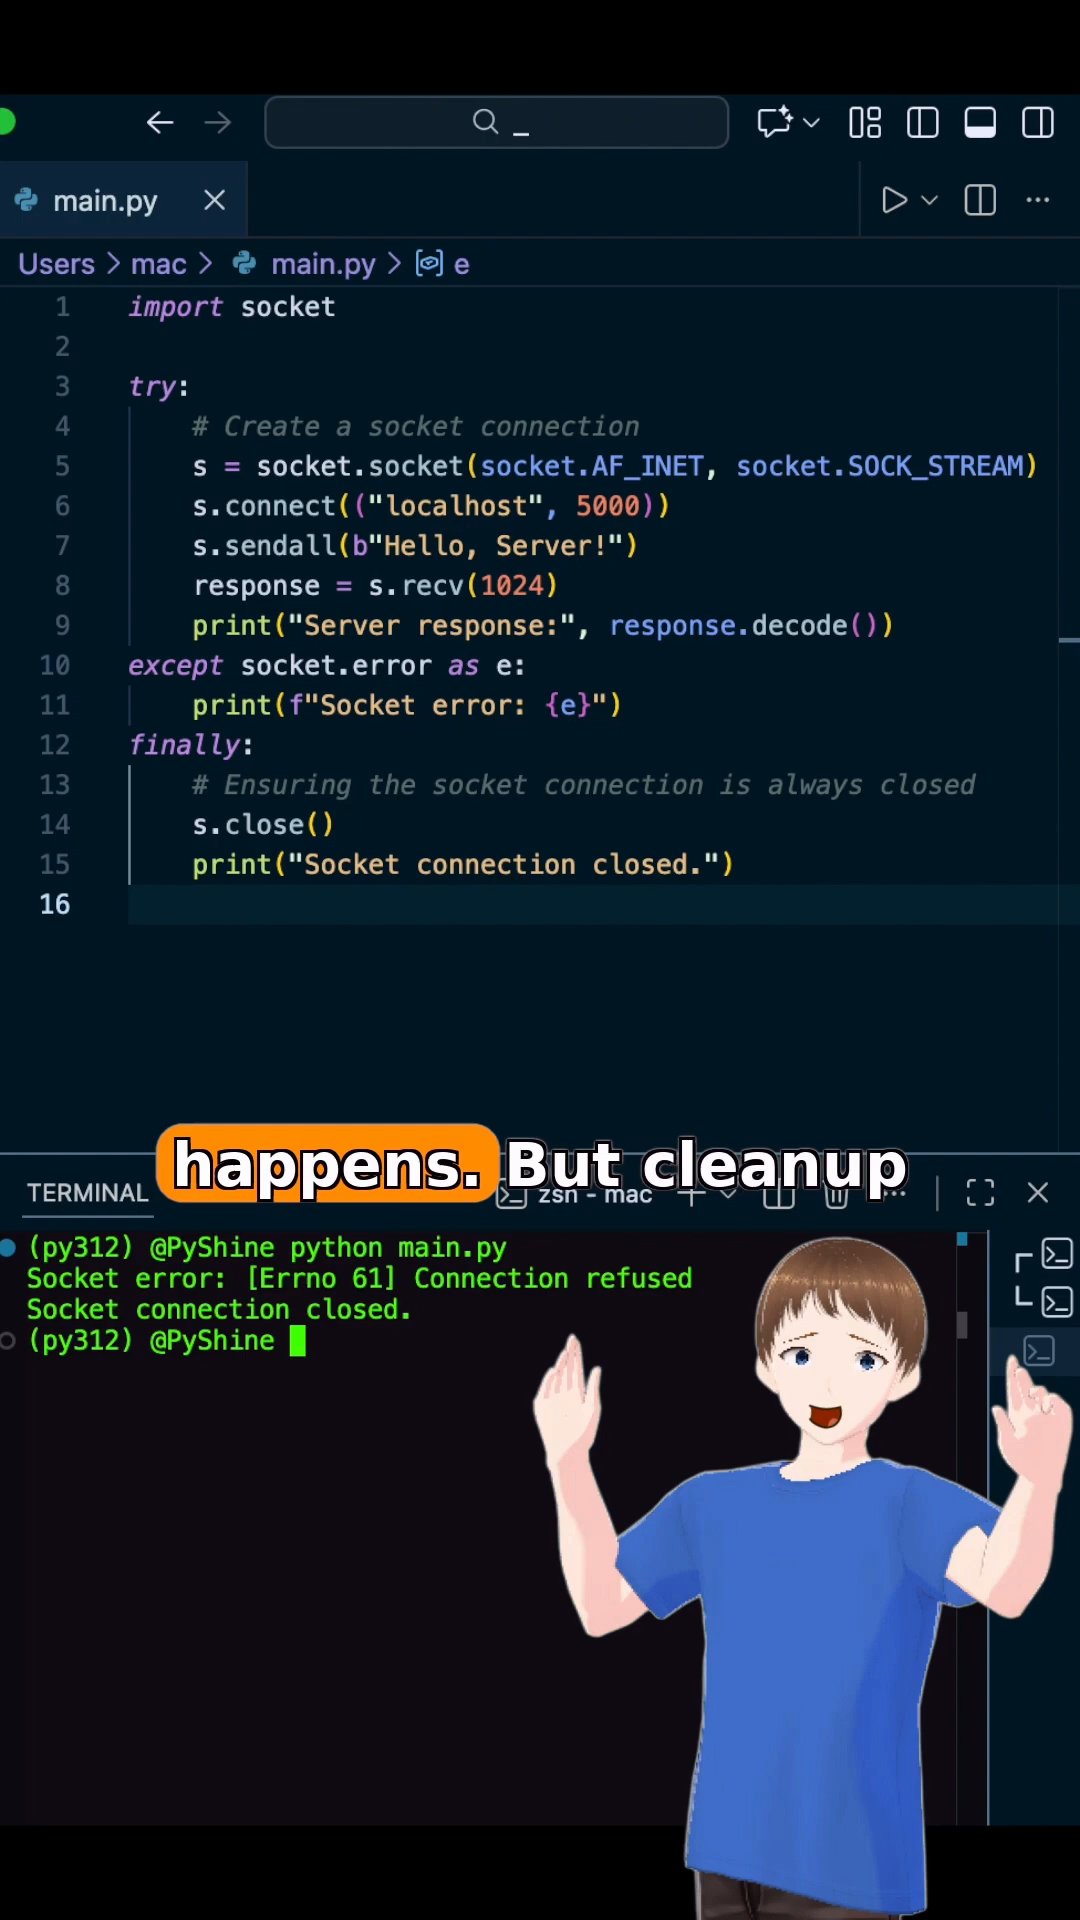 main.py
Users > mac > main.py > e
1 import socket
2
3 try:
4 # Create a socket connection
5 s = socket.socket(socket.AF_INET, socket.SOCK_STREAM)
6 s.connect(("localhost", 5000))
7 s.sendall(b"Hello, Server!")
8 response = s.recv(1024)
9 print("Server response:", response.decode())
10 except socket.error as e:
11 print(f"Socket error: {e}")
12 finally:
13 # Ensuring the socket connection is always closed
14 s.close()
15 print("Socket connection closed.")
16
happens. But cleanup
TERMINAL zsh - mac
(py312) @PyShine python main.py
Socket error: [Errno 61] Connection refused
Socket connection closed.
(py312) @PyShine